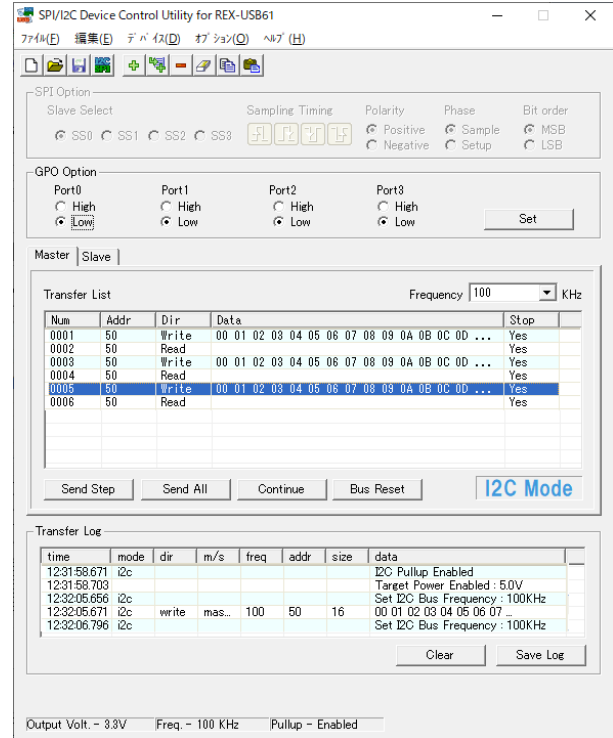 SPI/I2C Device Control Utility for REX-USB61
ファイル(F) 編集(E) デバイス(D) オプション(O) ヘルプ(H)
SPI Option
Slave Select Sampling Timing Polarity Phase Bit order
SS0 SS1 SS2 SS3 Positive Sample MSB
Negative Setup LSB
GPO Option
Port0 Port1 Port2 Port3
High High High High
Low Low Low Low Set
Master Slave
Transfer List Frequency 100 KHz
Num Addr Dir Data Stop
0001 50 Write 00 01 02 03 04 05 06 07 08 09 0A 0B 0C 0D ... Yes
0002 50 Read Yes
0003 50 Write 00 01 02 03 04 05 06 07 08 09 0A 0B 0C 0D ... Yes
0004 50 Read Yes
0005 50 Write 00 01 02 03 04 05 06 07 08 09 0A 0B 0C 0D ... Yes
0006 50 Read Yes
Send Step Send All Continue Bus Reset I2C Mode
Transfer Log
time mode dir m/s freq addr size data
12:31:58.671 i2c I2C Pullup Enabled
12:31:58.703 Target Power Enabled : 5.0V
12:32:05.656 i2c Set I2C Bus Frequency : 100KHz
12:32:05.671 i2c write mas... 100 50 16 00 01 02 03 04 05 06 07 ...
12:32:06.796 i2c Set I2C Bus Frequency : 100KHz
Clear Save Log
Output Volt. - 3.3V Freq. - 100 KHz Pullup - Enabled